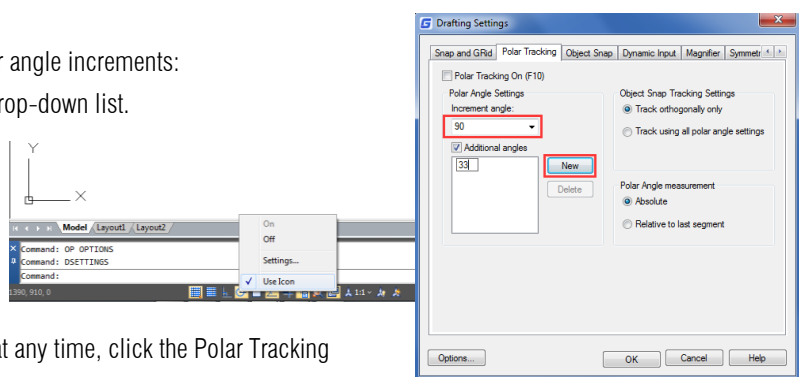 r angle increments:
rop-down list.
Y
X
Model Layout1 Layout2
Command: OP OPTIONS
Command: DSETTINGS
Command:
1390, 910, 0
1:1
On
Off
Settings...
Use Icon
at any time, click the Polar Tracking
Drafting Settings
Snap and GRid Polar Tracking Object Snap Dynamic Input Magnifier Symmetr
Polar Tracking On (F10)
Polar Angle Settings
Increment angle:
90
Additional angles
33
New
Delete
Object Snap Tracking Settings
Track orthogonally only
Track using all polar angle settings
Polar Angle measurement
Absolute
Relative to last segment
Options...
OK
Cancel
Help